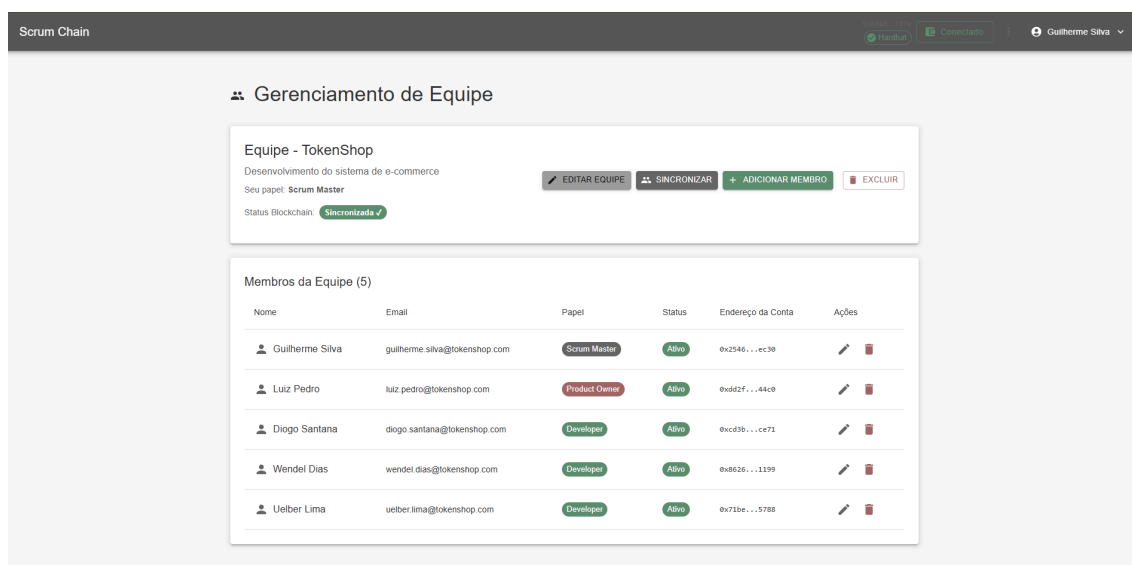 Scrum Chain
Hardhat
Conectado
Guilherme Silva
Gerenciamento de Equipe
Equipe - TokenShop
Desenvolvimento do sistema de e-commerce
Seu papel: Scrum Master
Status Blockchain: Sincronizada ✓
EDITAR EQUIPE SINCRONIZAR + ADICIONAR MEMBRO EXCLUIR
Membros da Equipe (5)
Nome Email Papel Status Endereço da Conta Ações
Guilherme Silva guilherme.silva@tokenshop.com Scrum Master Ativo 0x2546...ec30
Luiz Pedro luiz.pedro@tokenshop.com Product Owner Ativo 0xdd2f...44c0
Diogo Santana diogo.santana@tokenshop.com Developer Ativo 0xcd3b...ce71
Wendel Dias wendel.dias@tokenshop.com Developer Ativo 0x8626...1199
Uelber Lima uelber.lima@tokenshop.com Developer Ativo 0x71be...5788